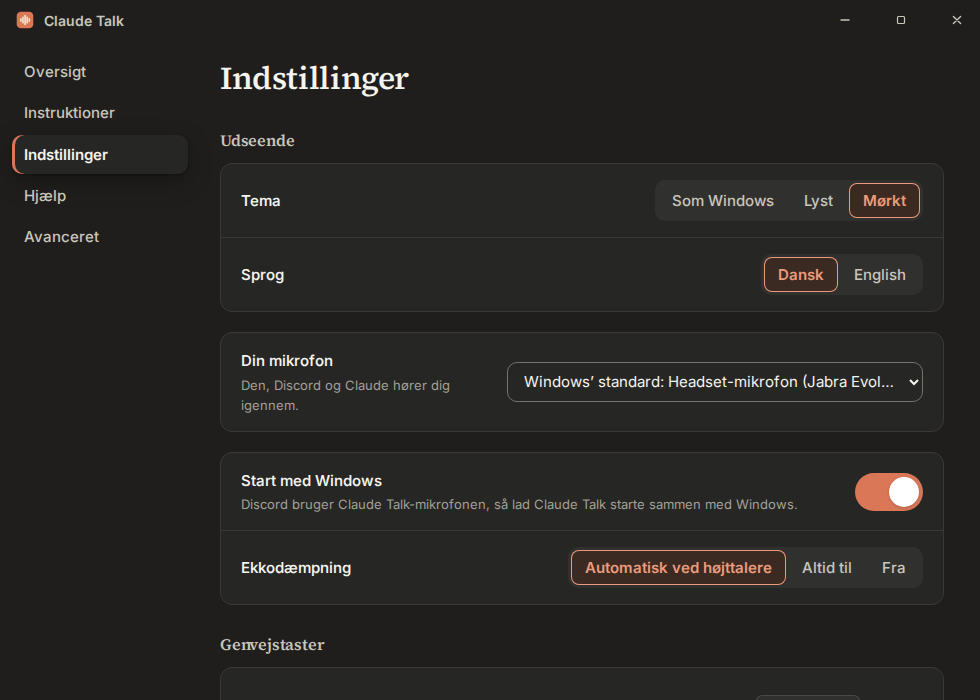 Claude Talk
Oversigt
Instruktioner
Indstillinger
Hjælp
Avanceret
Indstillinger
Udseende
Tema
Som Windows
Lyst
Mørkt
Sprog
Dansk
English
Din mikrofon
Den, Discord og Claude hører dig
igennem.
Windows’ standard: Headset-mikrofon (Jabra Evol...
Start med Windows
Discord bruger Claude Talk-mikrofonen, så lad Claude Talk starte sammen med Windows.
Ekkodæmpning
Automatisk ved højttalere
Altid til
Fra
Genvejstaster